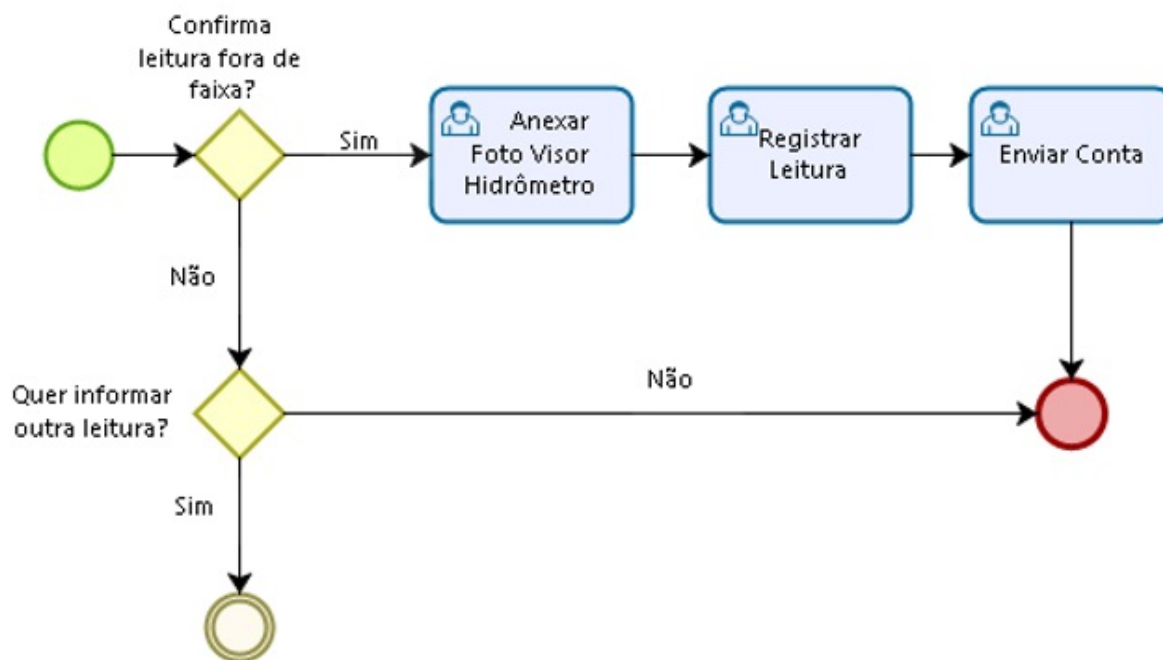 Confirma
leitura fora de
faixa?
Sim
Anexar
Foto Visor
Hidrômetro
Registrar
Leitura
Enviar Conta
Não
Quer informar
outra leitura?
Não
Sim